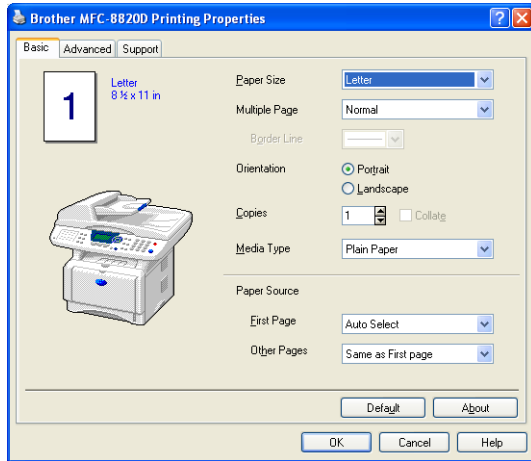 Brother MFC-8820D Printing Properties
Basic Advanced Support
1
Letter
8 ½ x 11 in
Paper Size Letter
Multiple Page Normal
Border Line
Orientation Portrait
Landscape
Copies 1 Collate
Media Type Plain Paper
Paper Source
First Page Auto Select
Other Pages Same as First page
Default About
OK Cancel Help